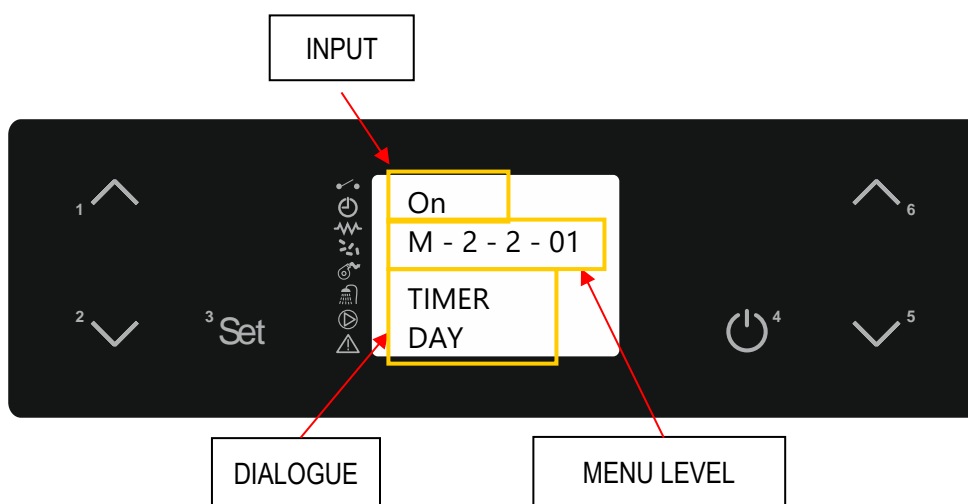 INPUT
1
6
On
M - 2 - 2 - 01
TIMER
DAY
2
3 Set
4
5
DIALOGUE
MENU LEVEL